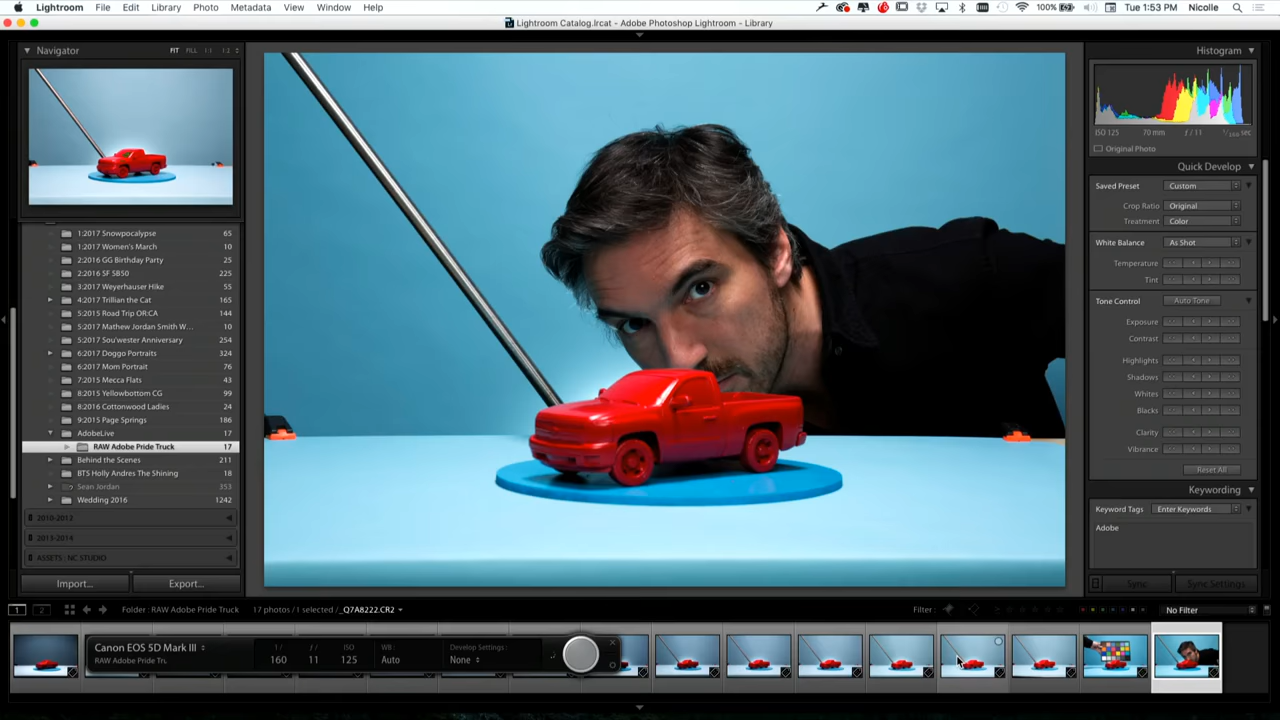 Lightroom File Edit Library Photo Metadata View Window Help 100% Tue 1:53 PM Nicolle
Lightroom Catalog.lrcat - Adobe Photoshop Lightroom - Library
Navigator FIT FILL 1:1
1:2017 Snowpocalypse 65
1:2017 Women's March 10
2:2016 GG Birthday Party 25
2:2016 SF SB50 225
3:2017 Weyerhauser Hike 55
4:2017 Trillian the Cat 165
5:2015 Road Trip OR:CA 144
5:2017 Mathew Jordan Smith W... 10
5:2017 Sou'wester Anniversary 254
6:2017 Doggo Portraits 324
6:2017 Mom Portrait 76
7:2015 Mecca Flats 43
8:2015 Yellowbottom CG 99
8:2016 Cottonwood Ladies 24
9:2015 Page Springs 186
AdobeLive 17
RAW Adobe Pride Truck 17
Behind the Scenes 211
BTS Holly Andres The Shining 18
Sean Jordan 353
Wedding 2016 1242
2010-2012
2013-2014
ASSETS : NC STUDIO
Import... Export...
Histogram
ISO 125 70 mm f / 11
Original Photo
Quick Develop
Saved Preset Custom
Crop Ratio Original
Treatment Color
White Balance As Shot
Temperature
Tint
Tone Control Auto Tone
Exposure
Contrast
Highlights
Shadows
Whites
Blacks
Clarity
Vibrance
Reset All
Keywording
Keyword Tags Enter Keywords
Adobe
Sync Sync Settings
1 2 Folder : RAW Adobe Pride Truck 17 photos / 1 selected / _Q7A8222.CR2 Filter : No Filter
Canon EOS 5D Mark III
RAW Adobe Pride Tru.
1 / f / ISO WB: Develop Settings:
160 11 125 Auto None